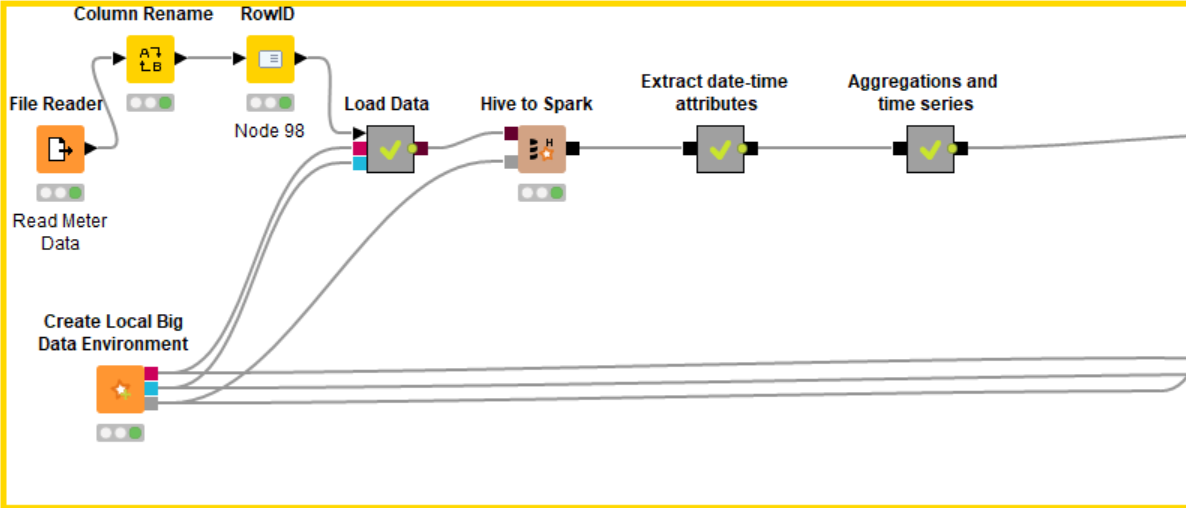 Column Rename
RowID
File Reader
Node 98
Load Data
Hive to Spark
Extract date-time
attributes
Aggregations and
time series
Read Meter
Data
Create Local Big
Data Environment